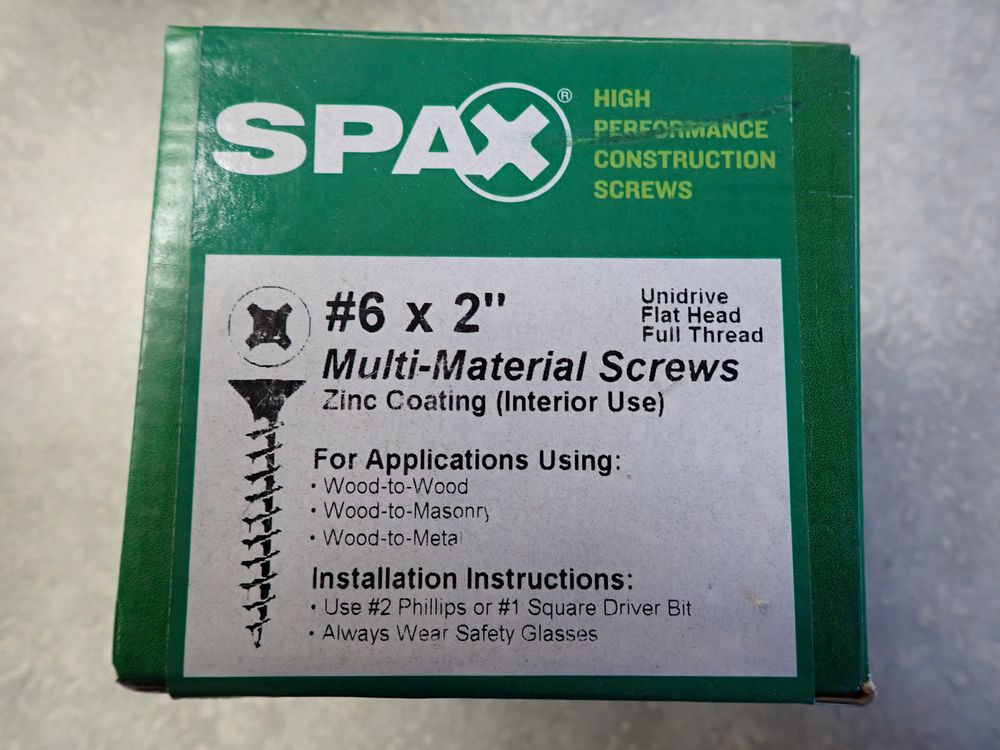 SPAX®
HIGH
PERFORMANCE
CONSTRUCTION
SCREWS
#6 x 2"
Unidrive
Flat Head
Full Thread
Multi-Material Screws
Zinc Coating (Interior Use)
For Applications Using:
• Wood-to-Wood
• Wood-to-Masonry
• Wood-to-Metal
Installation Instructions:
• Use #2 Phillips or #1 Square Driver Bit
• Always Wear Safety Glasses